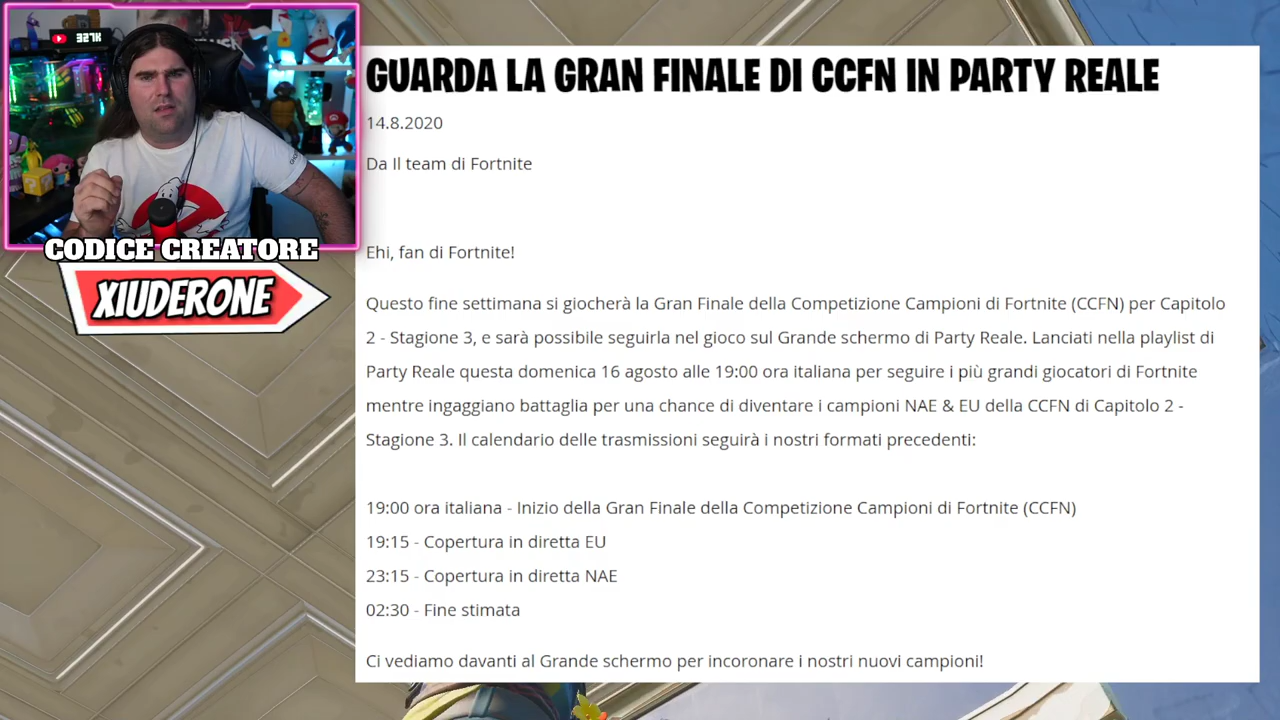 327K
GUARDA LA GRAN FINALE DI CCFN IN PARTY REALE
14.8.2020
Da Il team di Fortnite
CODICE CREATORE
XIUDERONE
Ehi, fan di Fortnite!
Questo fine settimana si giocherà la Gran Finale della Competizione Campioni di Fortnite (CCFN) per Capitolo
2 - Stagione 3, e sarà possibile seguirla nel gioco sul Grande schermo di Party Reale. Lanciati nella playlist di
Party Reale questa domenica 16 agosto alle 19:00 ora italiana per seguire i più grandi giocatori di Fortnite
mentre ingaggiano battaglia per una chance di diventare i campioni NAE & EU della CCFN di Capitolo 2 -
Stagione 3. Il calendario delle trasmissioni seguirà i nostri formati precedenti:
19:00 ora italiana - Inizio della Gran Finale della Competizione Campioni di Fortnite (CCFN)
19:15 - Copertura in diretta EU
23:15 - Copertura in diretta NAE
02:30 - Fine stimata
Ci vediamo davanti al Grande schermo per incoronare i nostri nuovi campioni!